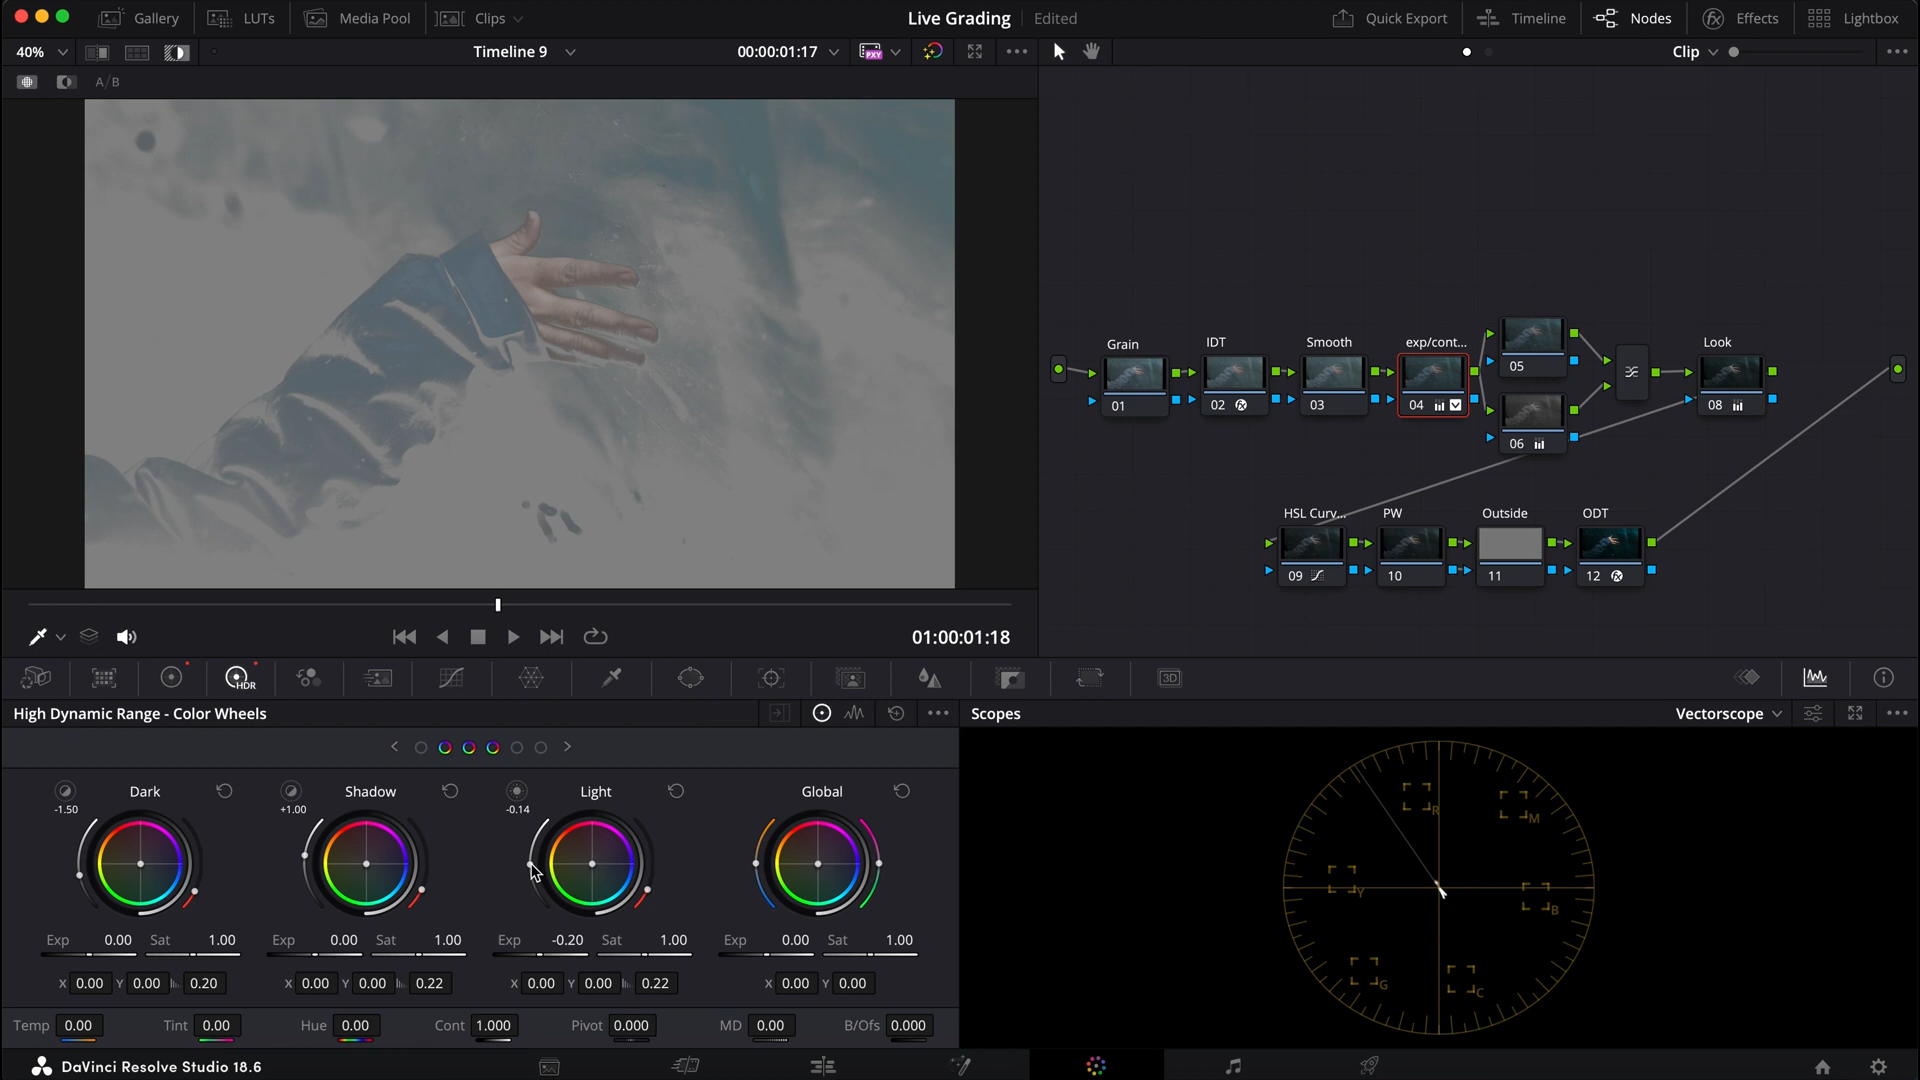 Gallery LUTs Media Pool Clips Live Grading Edited Quick Export Timeline Nodes Effects Lightbox
40% Timeline 9 00:00:01:17 PXY Clip
A/B
Grain IDT Smooth exp/cont... Look
05
01 02 03 04 08
06
HSL Curv... PW Outside ODT
09 10 11 12
01:00:01:18
HDR 3D
High Dynamic Range - Color Wheels Scopes Vectorscope
Dark Shadow Light Global
-1.50 +1.00 -0.14
R M
Y B
G C
Exp 0.00 Sat 1.00 Exp 0.00 Sat 1.00 Exp -0.20 Sat 1.00 Exp 0.00 Sat 1.00
X 0.00 Y 0.00 0.20 X 0.00 Y 0.00 0.22 X 0.00 Y 0.00 0.22 X 0.00 Y 0.00
Temp 0.00 Tint 0.00 Hue 0.00 Cont 1.000 Pivot 0.000 MD 0.00 B/Ofs 0.000
DaVinci Resolve Studio 18.6